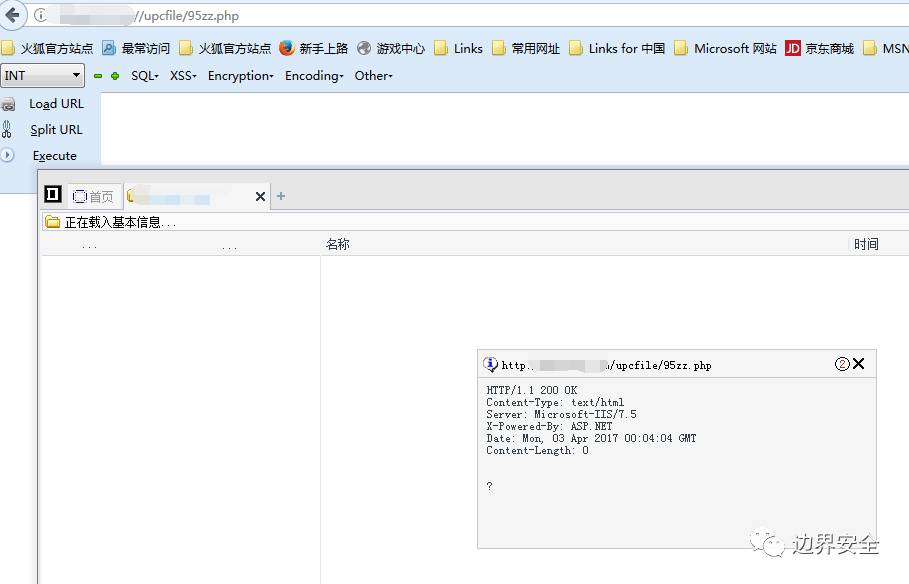 //upcfile/95zz.php
火狐官方站点 最常访问 火狐官方站点 新手上路 游戏中心 Links 常用网址 Links for 中国 Microsoft 网站 JD 京东商城 MSN
INT SQL XSS Encryption Encoding Other
Load URL
Split URL
Execute
首页
正在载入基本信息...
... ... 名称 时间
http. /upcfile/95zz.php ②
HTTP/1.1 200 OK
Content-Type: text/html
Server: Microsoft-IIS/7.5
X-Powered-By: ASP.NET
Date: Mon, 03 Apr 2017 00:04:04 GMT
Content-Length: 0
?
边界安全